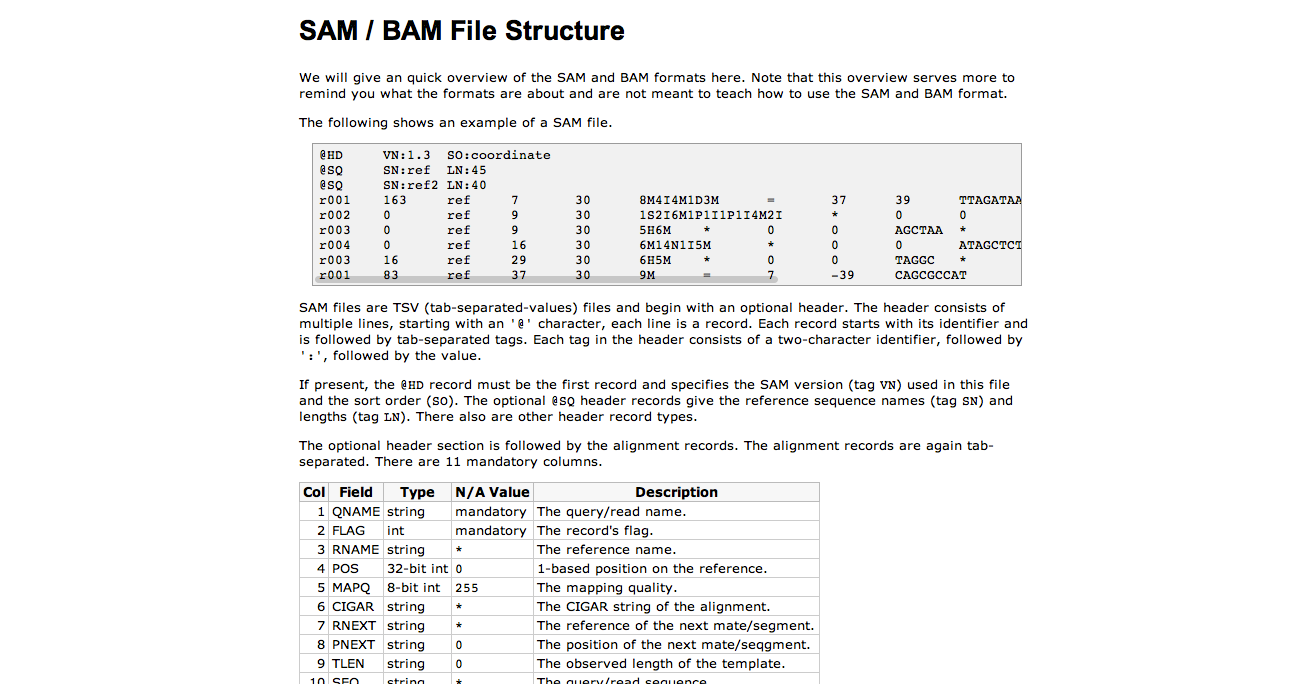 SAM / BAM File Structure
We will give an quick overview of the SAM and BAM formats here. Note that this overview serves more to
remind you what the formats are about and are not meant to teach how to use the SAM and BAM format.
The following shows an example of a SAM file.
@HD VN:1.3 SO:coordinate
@SQ SN:ref LN:45
@SQ SN:ref2 LN:40
r001 163 ref 7 30 8M4I4M1D3M = 37 39 TTAGATAA
r002 0 ref 9 30 1S2I6M1P1I1P1I4M2I * 0 0
r003 0 ref 9 30 5H6M * 0 0 AGCTAA *
r004 0 ref 16 30 6M14N1I5M * 0 0 ATAGCTCT
r003 16 ref 29 30 6H5M * 0 0 TAGGC *
r001 83 ref 37 30 9M = 7 -39 CAGCGCCAT
SAM files are TSV (tab-separated-values) files and begin with an optional header. The header consists of
multiple lines, starting with an '@' character, each line is a record. Each record starts with its identifier and
is followed by tab-separated tags. Each tag in the header consists of a two-character identifier, followed by
':', followed by the value.
If present, the @HD record must be the first record and specifies the SAM version (tag VN) used in this file
and the sort order (SO). The optional @SQ header records give the reference sequence names (tag SN) and
lengths (tag LN). There also are other header record types.
The optional header section is followed by the alignment records. The alignment records are again tab-
separated. There are 11 mandatory columns.
Col Field Type N/A Value Description
1 QNAME string mandatory The query/read name.
2 FLAG int mandatory The record's flag.
3 RNAME string * The reference name.
4 POS 32-bit int 0 1-based position on the reference.
5 MAPQ 8-bit int 255 The mapping quality.
6 CIGAR string * The CIGAR string of the alignment.
7 RNEXT string * The reference of the next mate/segment.
8 PNEXT string 0 The position of the next mate/seqgment.
9 TLEN string 0 The observed length of the template.
10 SEQ string * The query/read sequence.